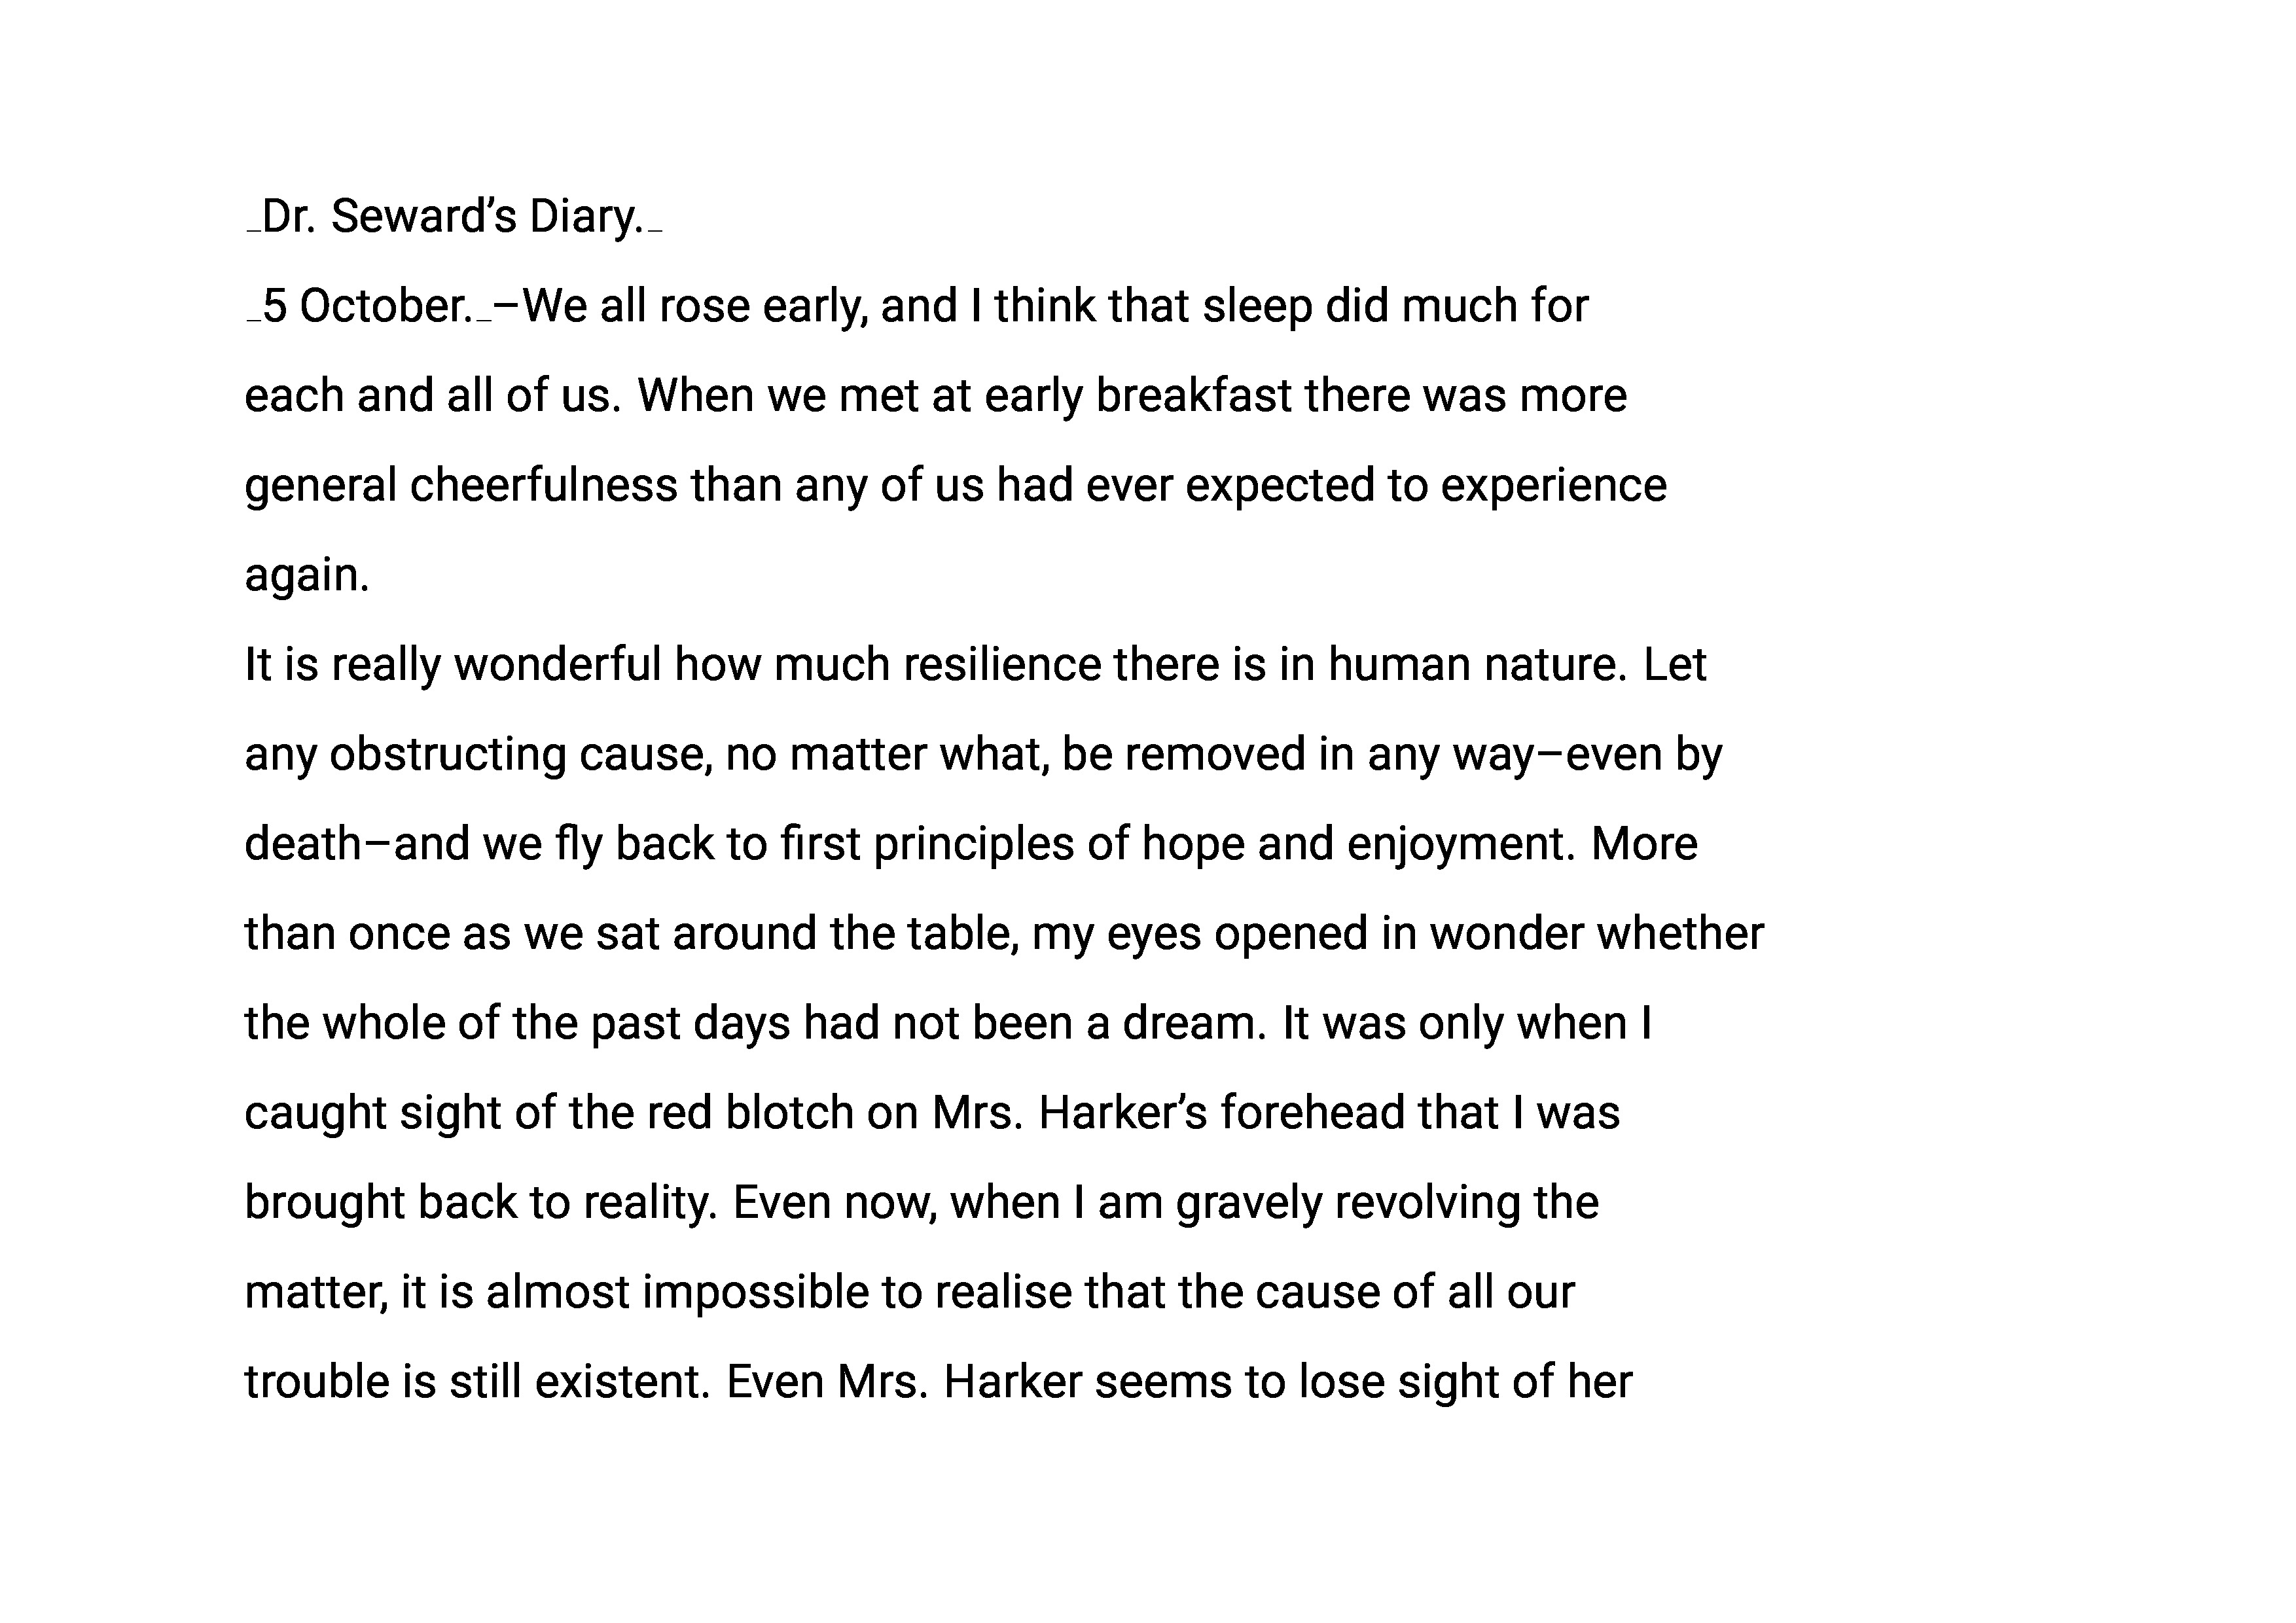 _Dr. Seward’s Diary._
_5 October._–We all rose early, and I think that sleep did much for
each and all of us. When we met at early breakfast there was more
general cheerfulness than any of us had ever expected to experience
again.
It is really wonderful how much resilience there is in human nature. Let
any obstructing cause, no matter what, be removed in any way–even by
death–and we fly back to first principles of hope and enjoyment. More
than once as we sat around the table, my eyes opened in wonder whether
the whole of the past days had not been a dream. It was only when I
caught sight of the red blotch on Mrs. Harker’s forehead that I was
brought back to reality. Even now, when I am gravely revolving the
matter, it is almost impossible to realise that the cause of all our
trouble is still existent. Even Mrs. Harker seems to lose sight of her